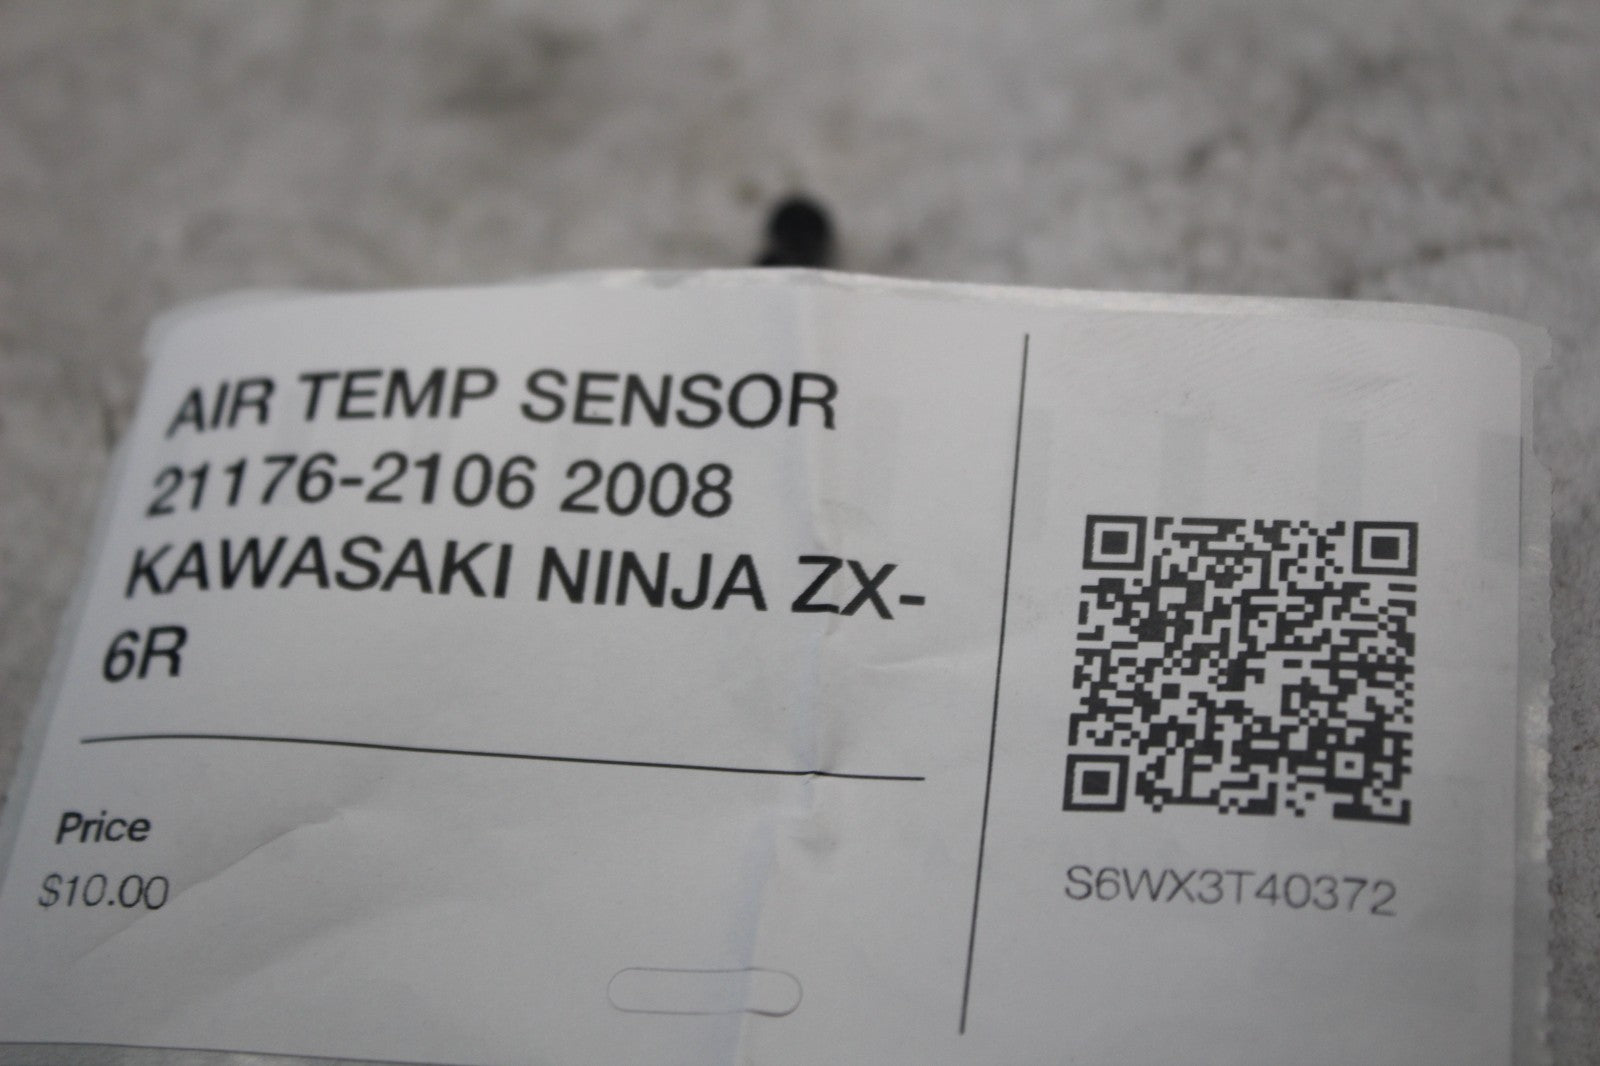 AIR TEMP SENSOR
21176-2106 2008
KAWASAKI NINJA ZX-
6R
Price
$10.00
S6WX3T40372